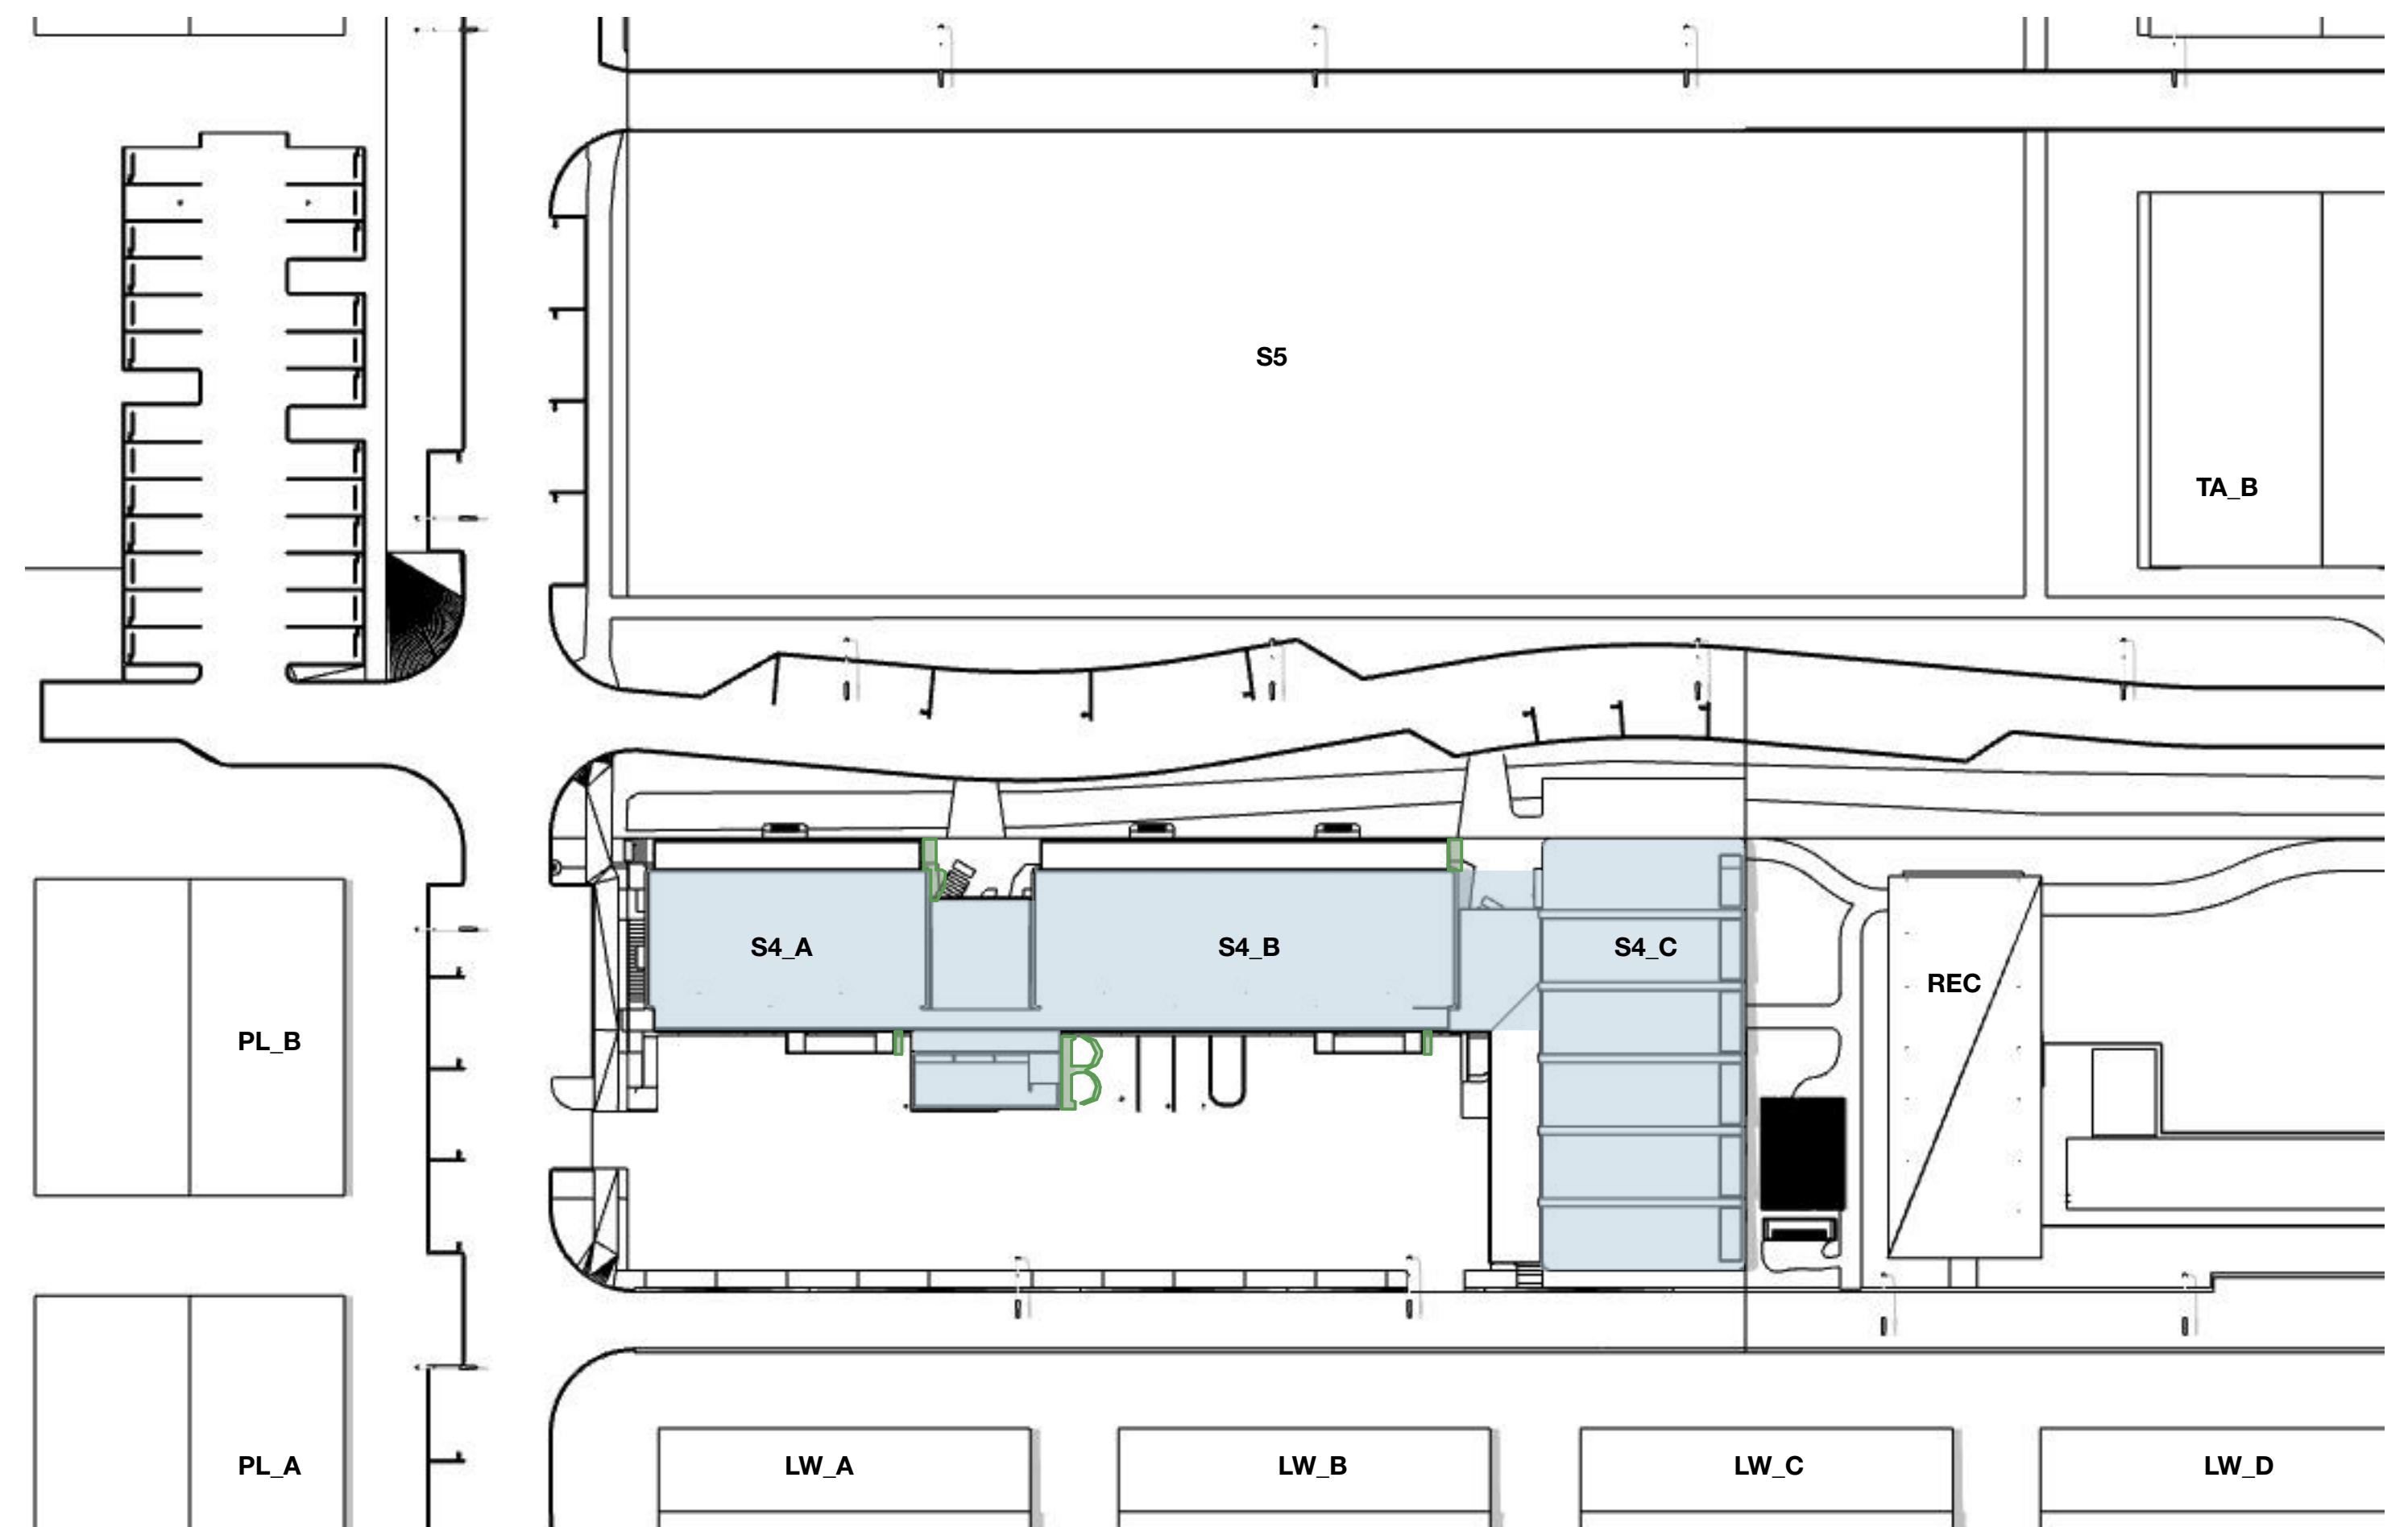 S5
TA_B
S4_A
S4_B
S4_C
REC
PL_B
PL_A
LW_A
LW_B
LW_C
LW_D